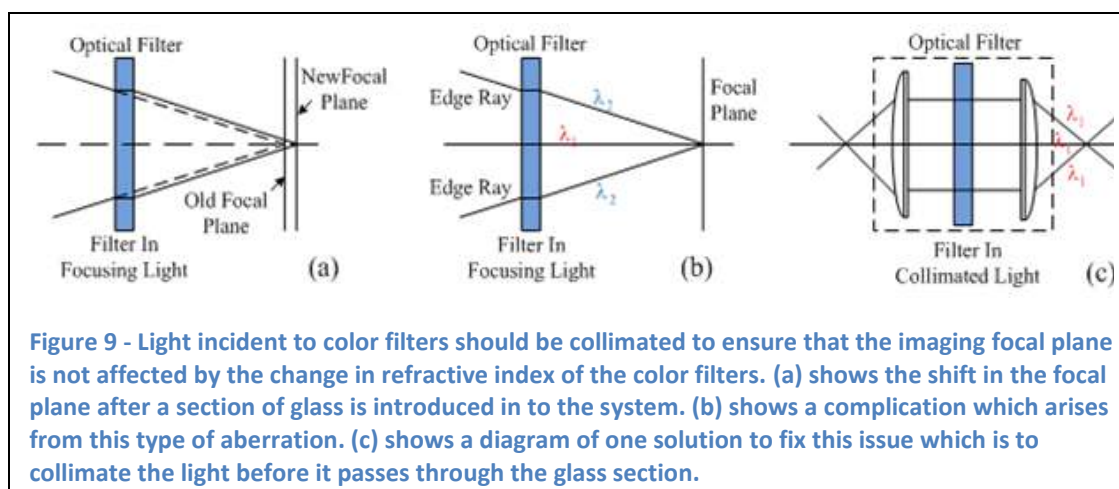 Optical Filter
NewFocal
Plane
Old Focal
Plane
Filter In
Focusing Light
(a)
Optical Filter
Edge Ray
λ₂
Focal
Plane
λ₁
Edge Ray
λ₂
Filter In
Focusing Light
(b)
Optical Filter
λ₁
λ₁
λ₁
Filter In
Collimated Light
(c)
Figure 9 - Light incident to color filters should be collimated to ensure that the imaging focal plane
is not affected by the change in refractive index of the color filters. (a) shows the shift in the focal
plane after a section of glass is introduced in to the system. (b) shows a complication which arises
from this type of aberration. (c) shows a diagram of one solution to fix this issue which is to
collimate the light before it passes through the glass section.